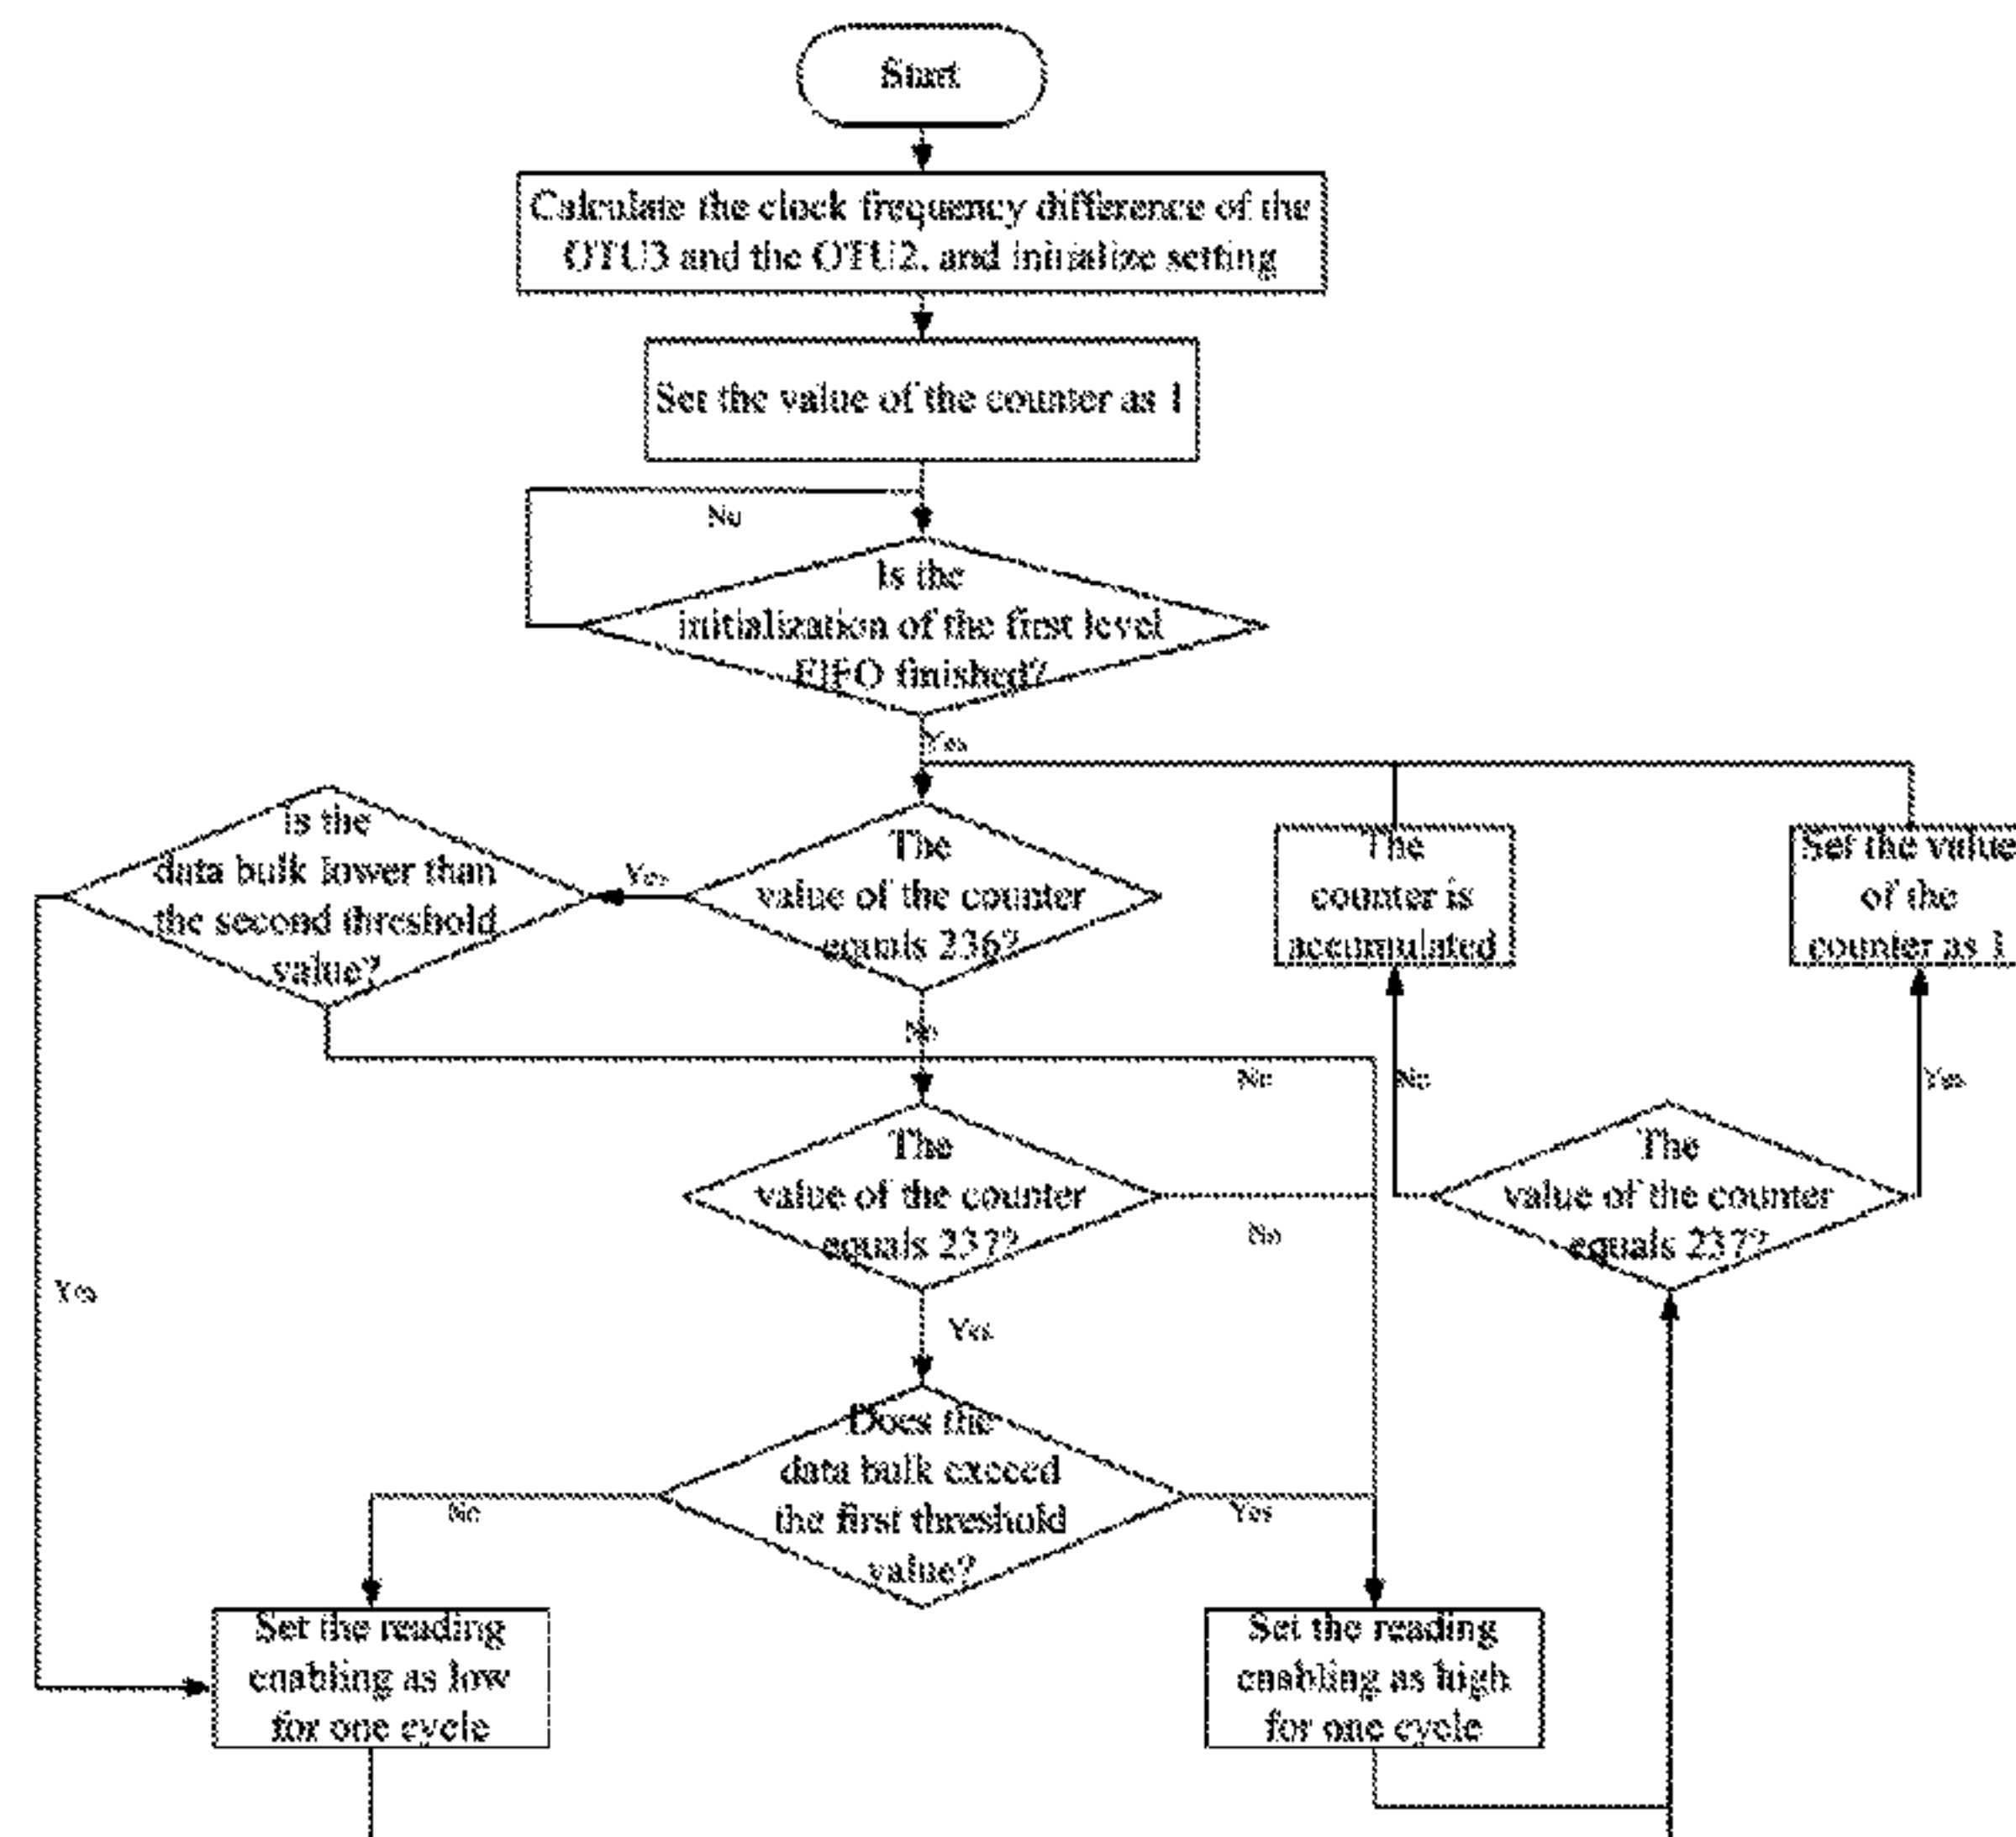 Start
Calculate the clock frequency difference of the
OTU3 and the OTU2, and initialize setting
Set the value of the counter as 1
No
Is the
initialization of the first level
FIFO finished?
Yes
Is the
data bulk lower than
the second threshold
value?
Yes
The
value of the counter
equals 236?
The
counter is
accumulated
Set the value
of the
counter as 1
No
No
No
Yes
The
value of the counter
equals 237?
No
The
value of the counter
equals 237?
Yes
Yes
Does the
data bulk exceed
the first threshold
value?
No
Yes
Set the reading
enabling as low
for one cycle
Set the reading
enabling as high
for one cycle